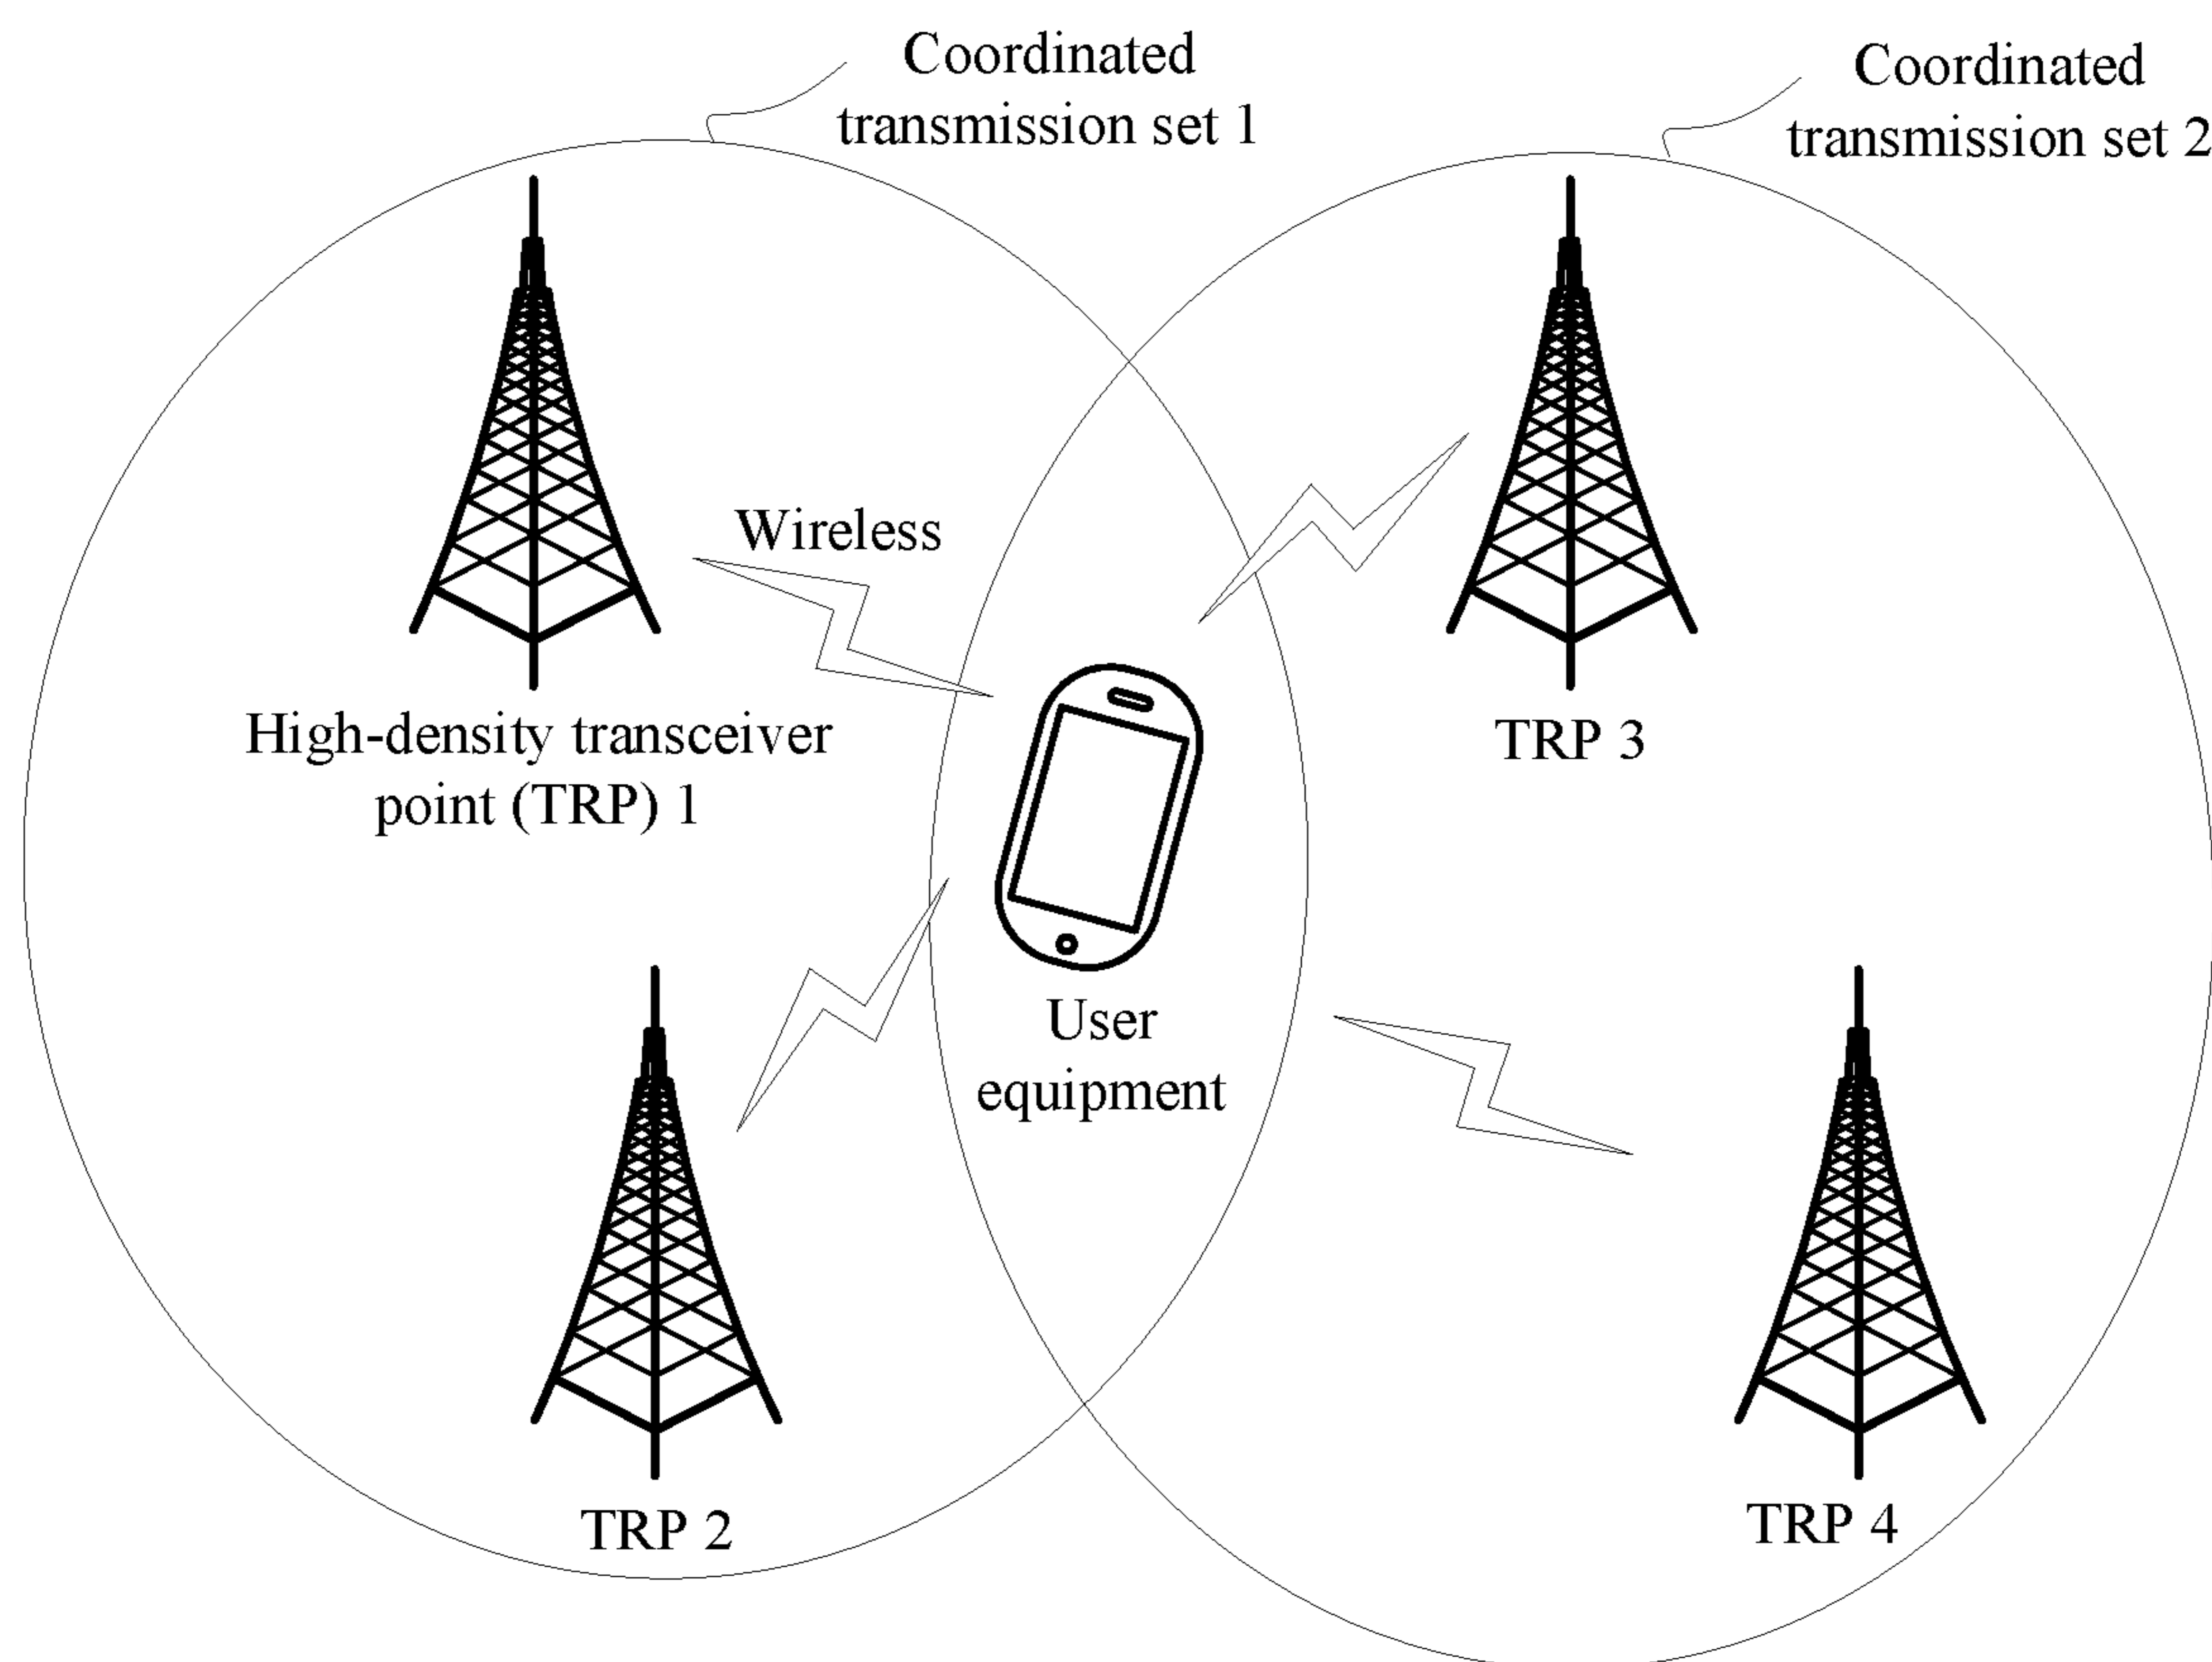 Coordinated
transmission set 1
Coordinated
transmission set 2
Wireless
High-density transceiver
point (TRP) 1
TRP 3
User
equipment
TRP 2
TRP 4